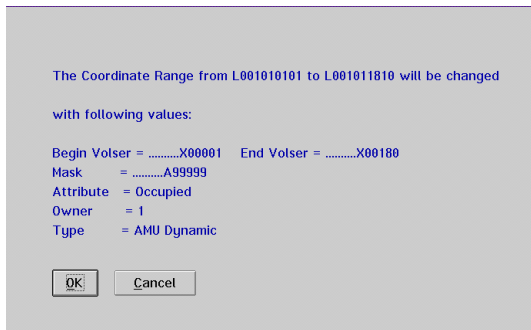 The Coordinate Range from L001010101 to L001011810 will be changed
with following values:
Begin Volser = ..........X00001 End Volser = ..........X00180
Mask = ..........A99999
Attribute = Occupied
Owner = 1
Type = AMU Dynamic
OK Cancel